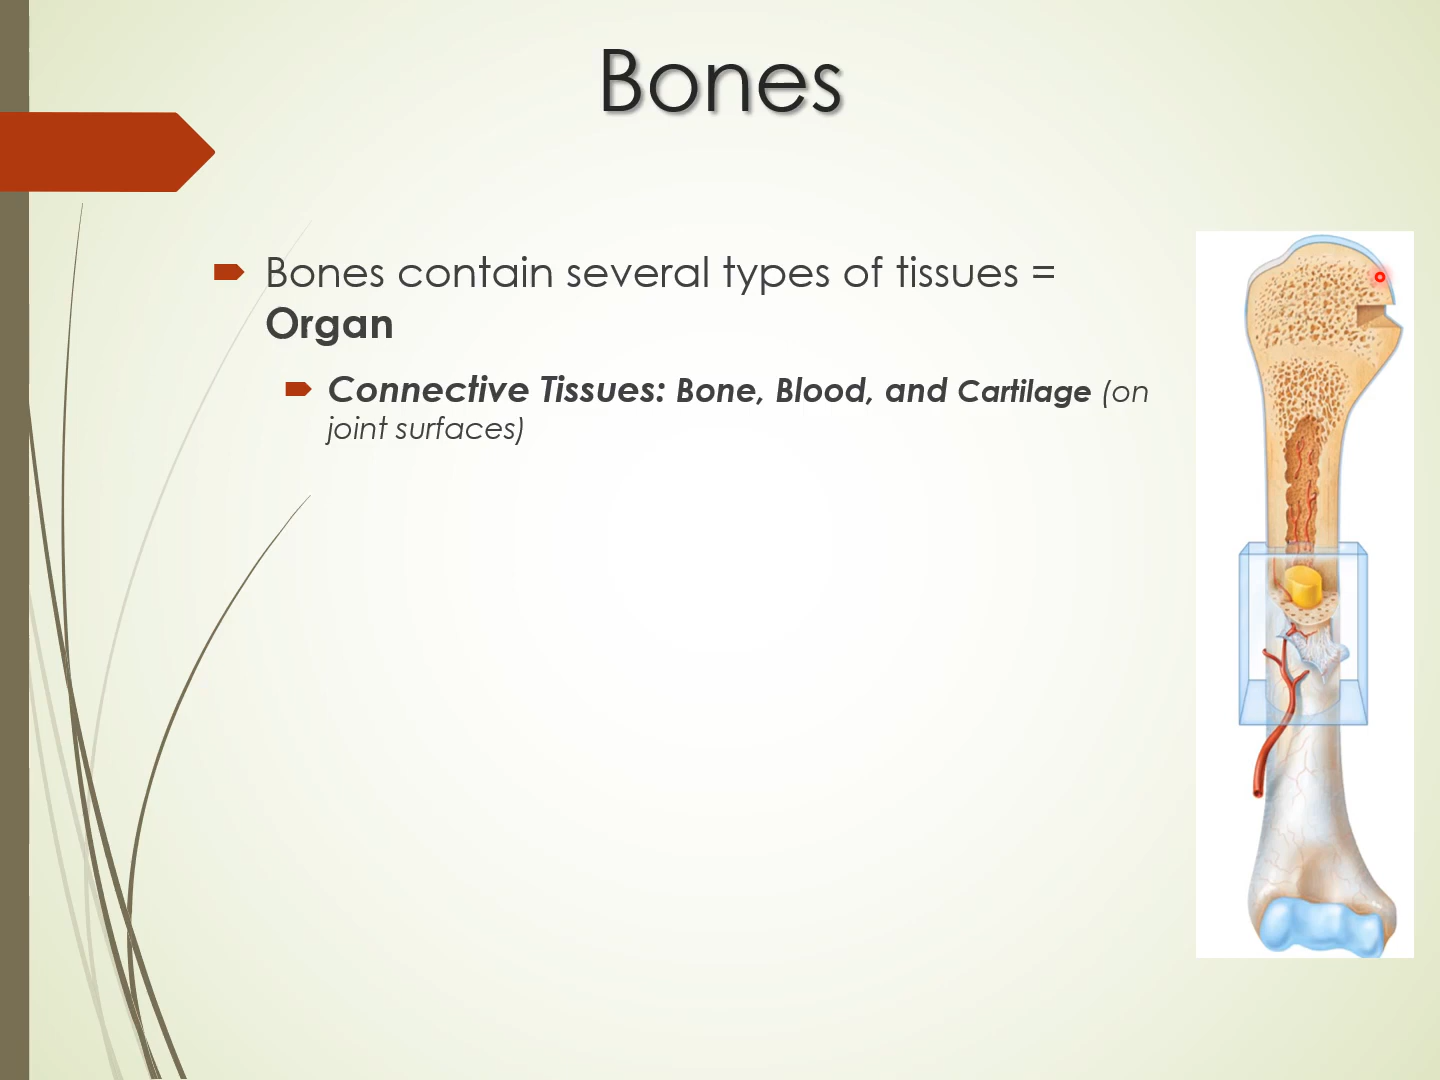 Bones
Bones contain several types of tissues =
Organ
Connective Tissues: Bone, Blood, and Cartilage (on
joint surfaces)